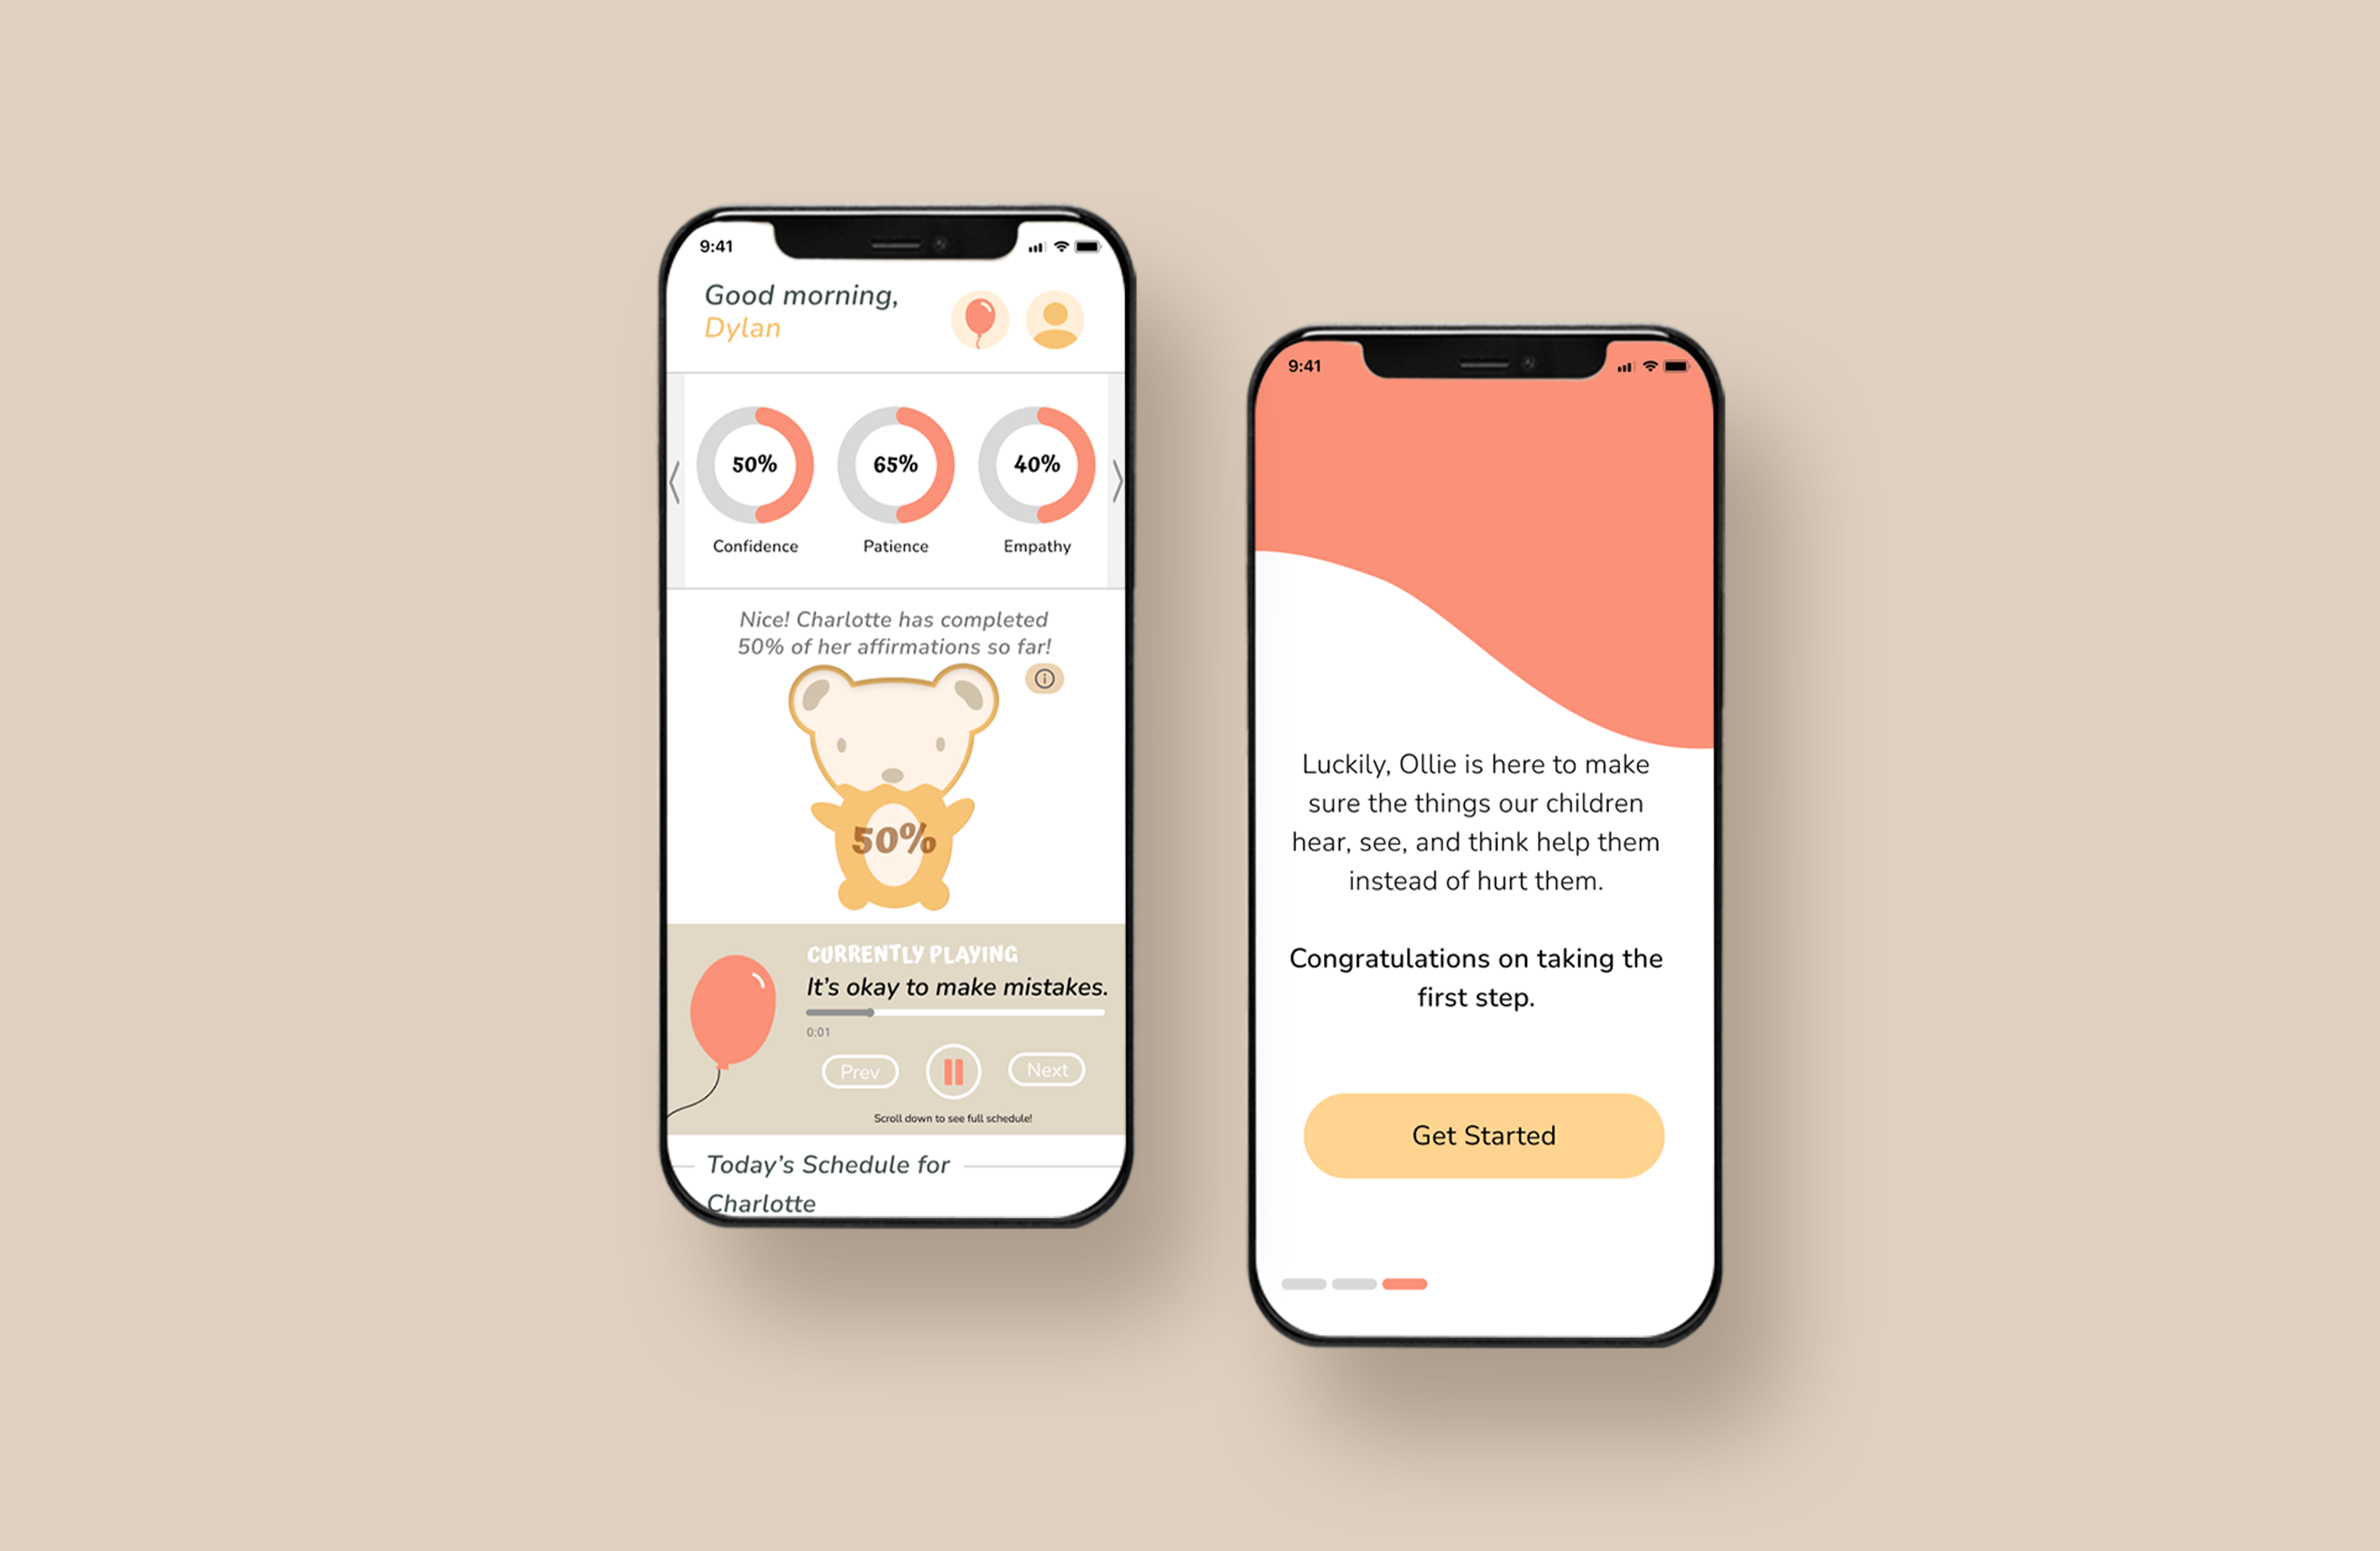 9:41
Good morning,
Dylan
50%
65%
40%
Confidence
Patience
Empathy
Nice! Charlotte has completed
50% of her affirmations so far!
50%
CURRENTLY PLAYING
It's okay to make mistakes.
0:01
Prev
Next
Scroll down to see full schedule!
Today's Schedule for
Charlotte
9:41
Luckily, Ollie is here to make
sure the things our children
hear, see, and think help them
instead of hurt them.
Congratulations on taking the
first step.
Get Started